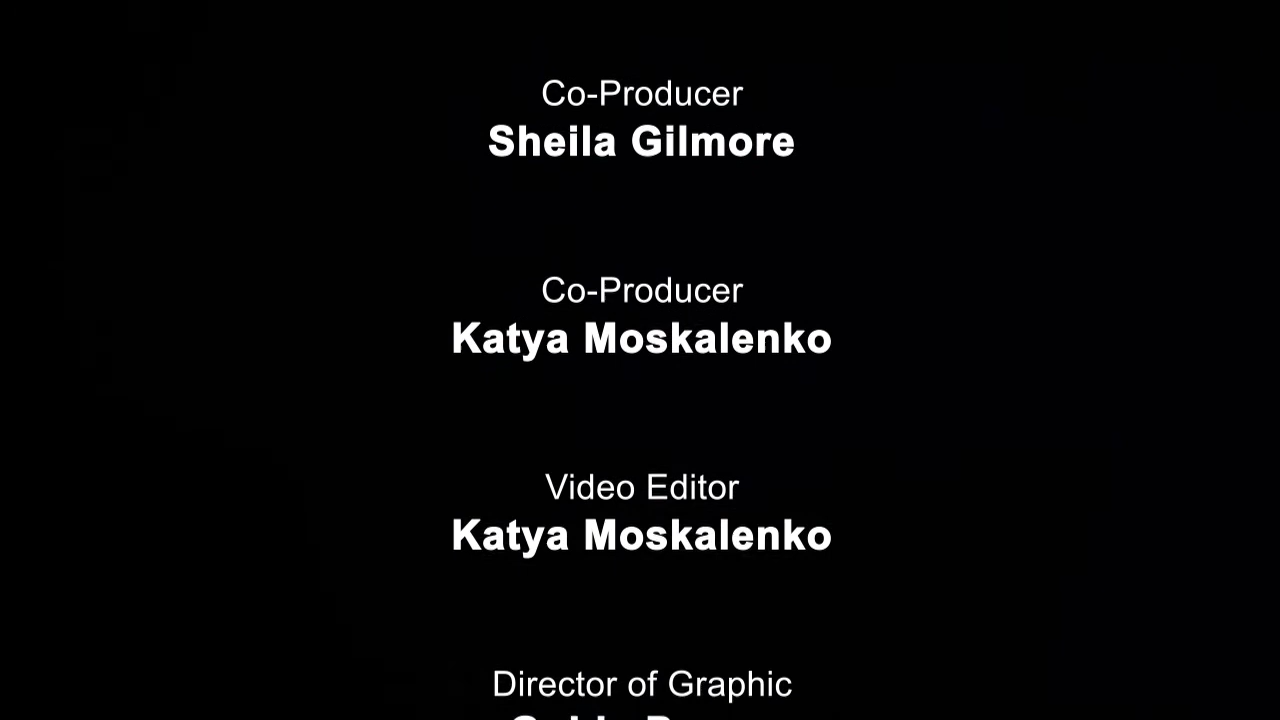 Co-Producer
Sheila Gilmore
Co-Producer
Katya Moskalenko
Video Editor
Katya Moskalenko
Director of Graphic